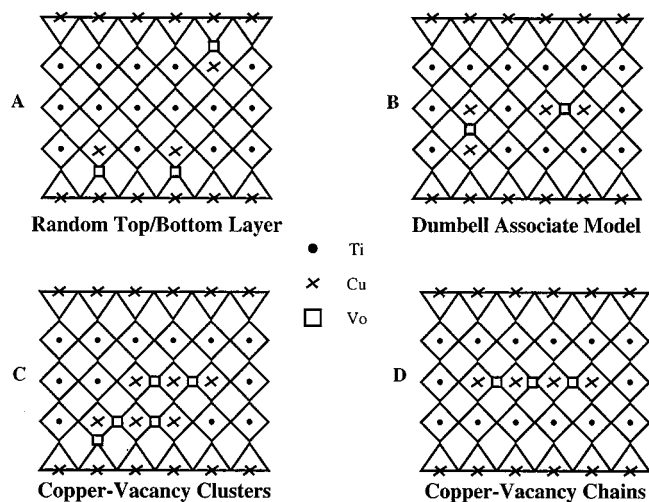 A
B
Random Top/Bottom Layer
Dumbell Associate Model
Ti
Cu
Vo
C
D
Copper-Vacancy Clusters
Copper-Vacancy Chains